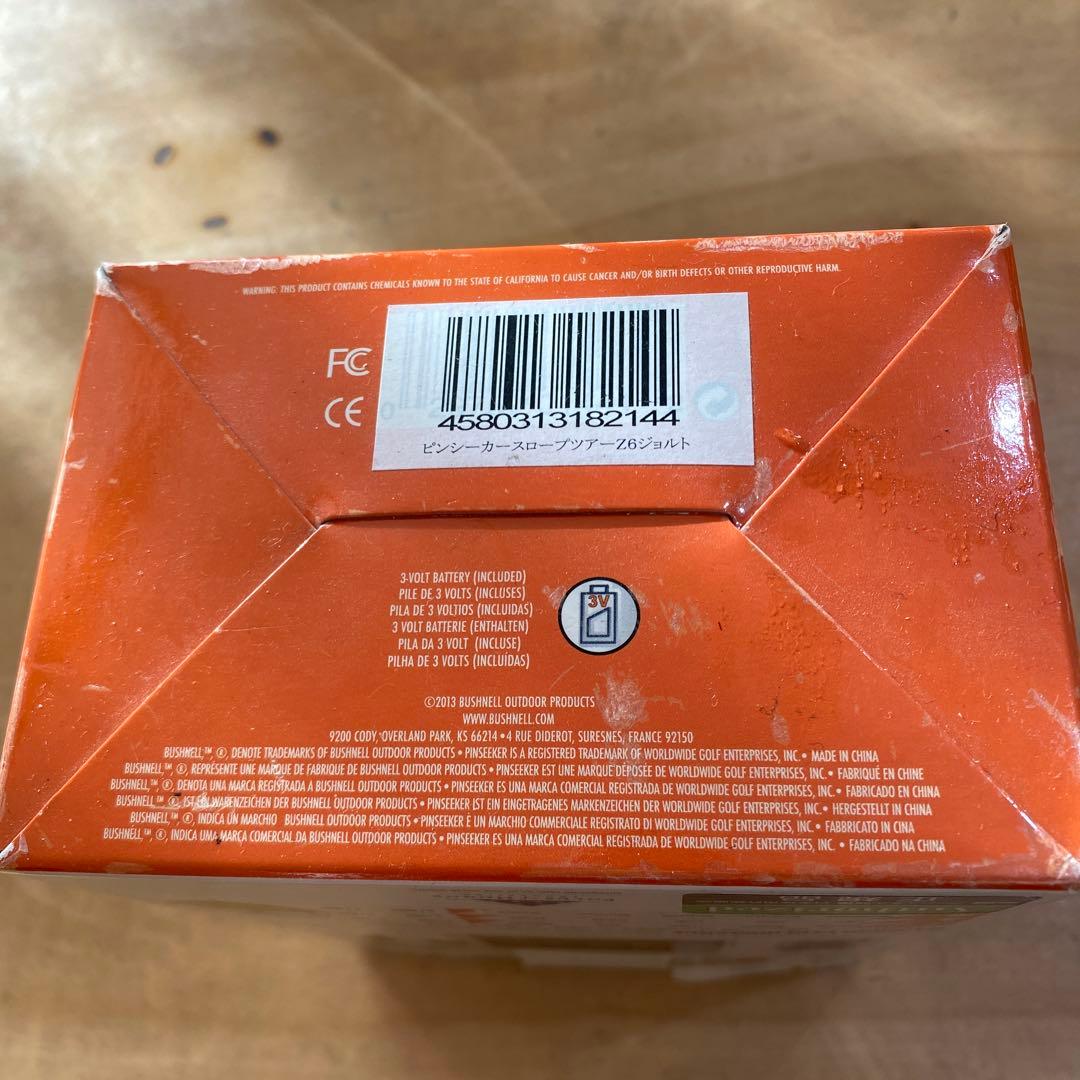 WARNING: THIS PRODUCT CONTAINS CHEMICALS KNOWN TO THE STATE OF CALIFORNIA TO CAUSE CANCER AND/OR BIRTH DEFECTS OR OTHER REPRODUCTIVE HARM.
FC
CE
4580313182144
ピンシーカースロープツアーZ6ジョルト
3-VOLT BATTERY (INCLUDED)
PILE DE 3 VOLTS (INCLUSES)
PILA DE 3 VOLTIOS (INCLUIDAS)
3 VOLT BATTERIE (ENTHALTEN)
PILA DA 3 VOLT (INCLUSE)
PILHA DE 3 VOLTS (INCLUÍDAS)
3V
©2013 BUSHNELL OUTDOOR PRODUCTS
WWW.BUSHNELL.COM
9200 CODY, OVERLAND PARK, KS 66214 • 4 RUE DIDEROT, SURESNES, FRANCE 92150
BUSHNELL,™, ®, DENOTE TRADEMARKS OF BUSHNELL OUTDOOR PRODUCTS • PINSEEKER IS A REGISTERED TRADEMARK OF WORLDWIDE GOLF ENTERPRISES, INC. • MADE IN CHINA
BUSHNELL,™, ®, REPRÉSENTE UNE MARQUE DE FABRIQUE DE BUSHNELL OUTDOOR PRODUCTS • PINSEEKER EST UNE MARQUE DÉPOSÉE DE WORLDWIDE GOLF ENTERPRISES, INC. • FABRIQUÉ EN CHINE
BUSHNELL,™, ®, DENOTA UNA MARCA REGISTRADA A BUSHNELL OUTDOOR PRODUCTS • PINSEEKER ES UNA MARCA COMERCIAL REGISTRADA DE WORLDWIDE GOLF ENTERPRISES, INC. • FABRICADO EN CHINA
BUSHNELL,™, ®, IST EIN WARENZEICHEN DER BUSHNELL OUTDOOR PRODUCTS • PINSEEKER IST EIN EINGETRAGENES MARKENZEICHEN DER WORLDWIDE GOLF ENTERPRISES, INC. • HERGESTELLT IN CHINA
BUSHNELL,™, ®, INDICA UN MARCHIO BUSHNELL OUTDOOR PRODUCTS • PINSEEKER È UN MARCHIO COMMERCIALE REGISTRATO DI WORLDWIDE GOLF ENTERPRISES, INC. • FABBRICATO IN CINA
BUSHNELL,™, ®, INDICA UMA MARCA COMERCIAL DA BUSHNELL OUTDOOR PRODUCTS • PINSEEKER ES UNA MARCA COMERCIAL REGISTRADA DE WORLDWIDE GOLF ENTERPRISES, INC. • FABRICADO NA CHINA